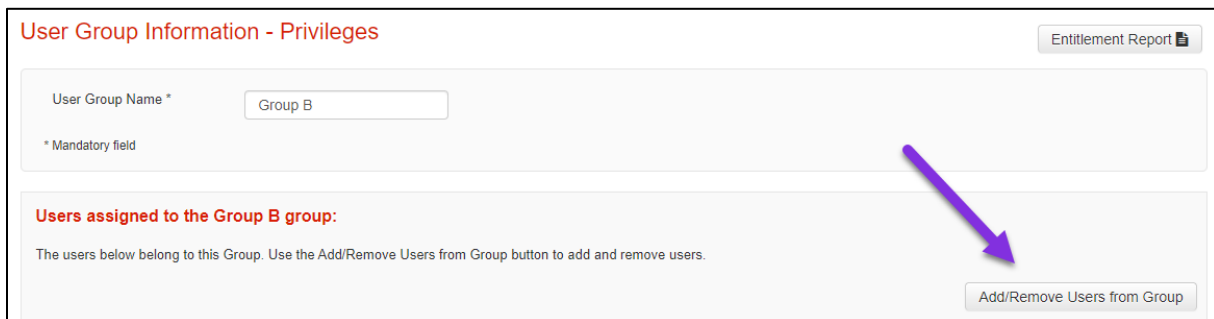 User Group Information - Privileges
Entitlement Report
User Group Name *
Group B
* Mandatory field
Users assigned to the Group B group:
The users below belong to this Group. Use the Add/Remove Users from Group button to add and remove users.
Add/Remove Users from Group